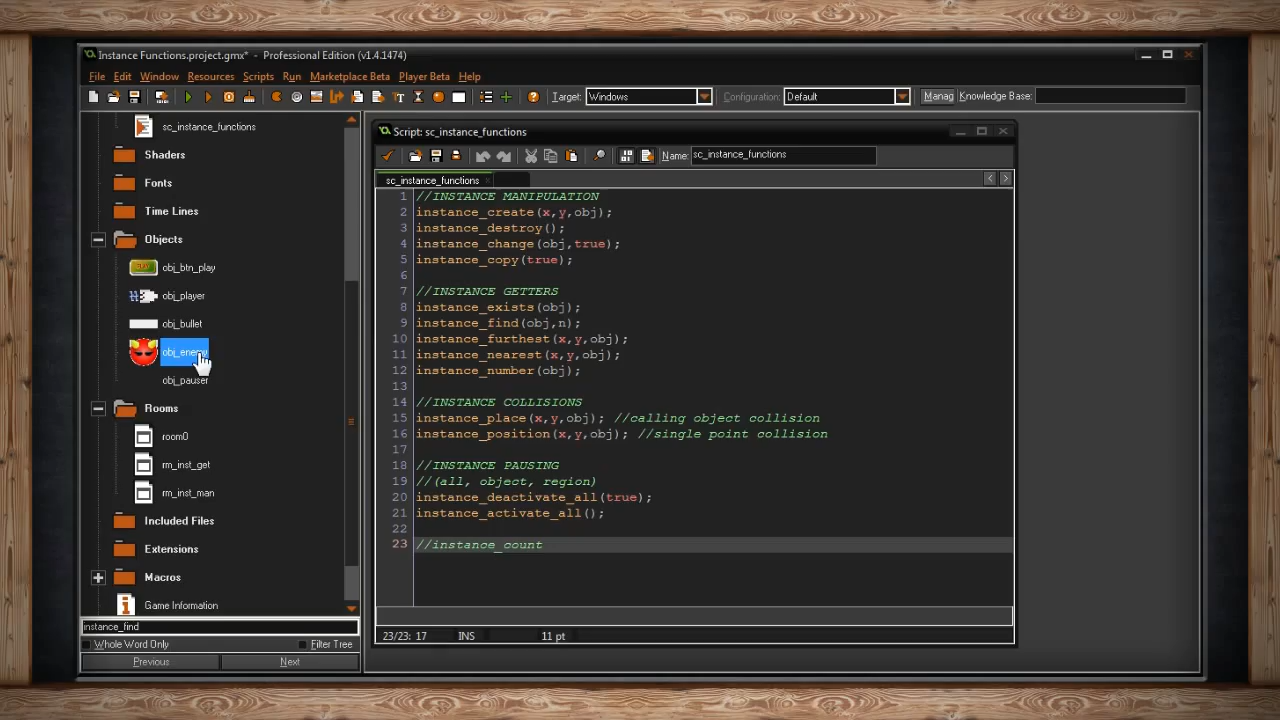 Instance Functions.project.gmx* - Professional Edition (v1.4.1474)
File Edit Window Resources Scripts Run Marketplace Beta Player Beta Help
Target: Windows Configuration: Default Manag Knowledge Base:
sc_instance_functions
Shaders
Fonts
Time Lines
Objects
obj_btn_play
obj_player
obj_bullet
obj_enemy
obj_pauser
Rooms
room0
rm_inst_get
rm_inst_man
Included Files
Extensions
Macros
Game Information
instance_find
Whole Word Only Filter Tree
Previous Next
Script: sc_instance_functions
Name: sc_instance_functions
sc_instance_functions
1 //INSTANCE MANIPULATION
2 instance_create(x,y,obj);
3 instance_destroy();
4 instance_change(obj,true);
5 instance_copy(true);
6
7 //INSTANCE GETTERS
8 instance_exists(obj);
9 instance_find(obj,n);
10 instance_furthest(x,y,obj);
11 instance_nearest(x,y,obj);
12 instance_number(obj);
13
14 //INSTANCE COLLISIONS
15 instance_place(x,y,obj); //calling object collision
16 instance_position(x,y,obj); //single point collision
17
18 //INSTANCE PAUSING
19 //(all, object, region)
20 instance_deactivate_all(true);
21 instance_activate_all();
22
23 //instance_count
23/23: 17 INS 11 pt